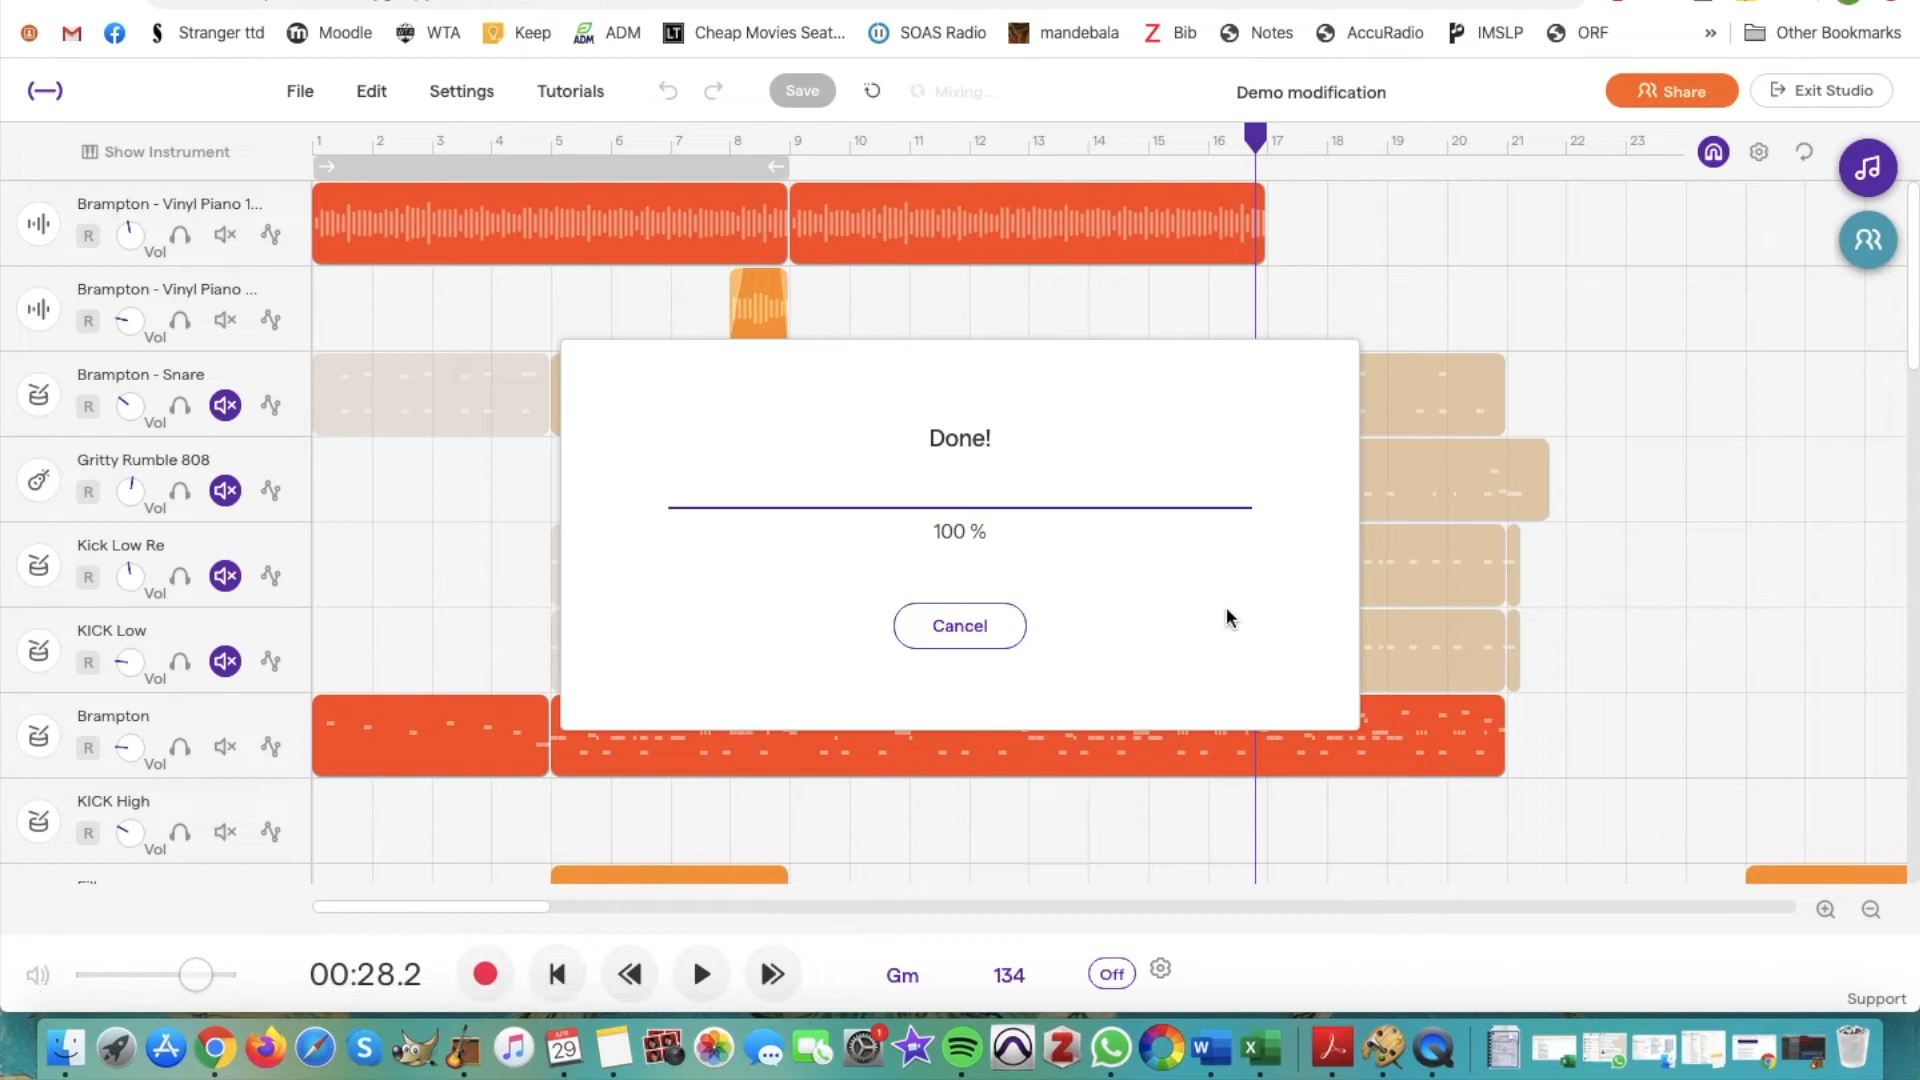 Stranger ttd Moodle WTA Keep ADM Cheap Movies Seat... SOAS Radio mandebala Bib Notes AccuRadio IMSLP ORF » Other Bookmarks
File Edit Settings Tutorials Save Mixing... Demo modification Share Exit Studio
Show Instrument 1 2 3 4 5 6 7 8 9 10 11 12 13 14 15 16 17 18 19 20 21 22 23
Brampton - Vinyl Piano 1...
R Vol
Brampton - Vinyl Piano ...
R Vol
Brampton - Snare
R Vol
Gritty Rumble 808
R Vol
Kick Low Re
R Vol
KICK Low
R Vol
Brampton
R Vol
KICK High
R Vol
Done!
100 %
Cancel
00:28.2 Gm 134 Off
Support
APR
29
1